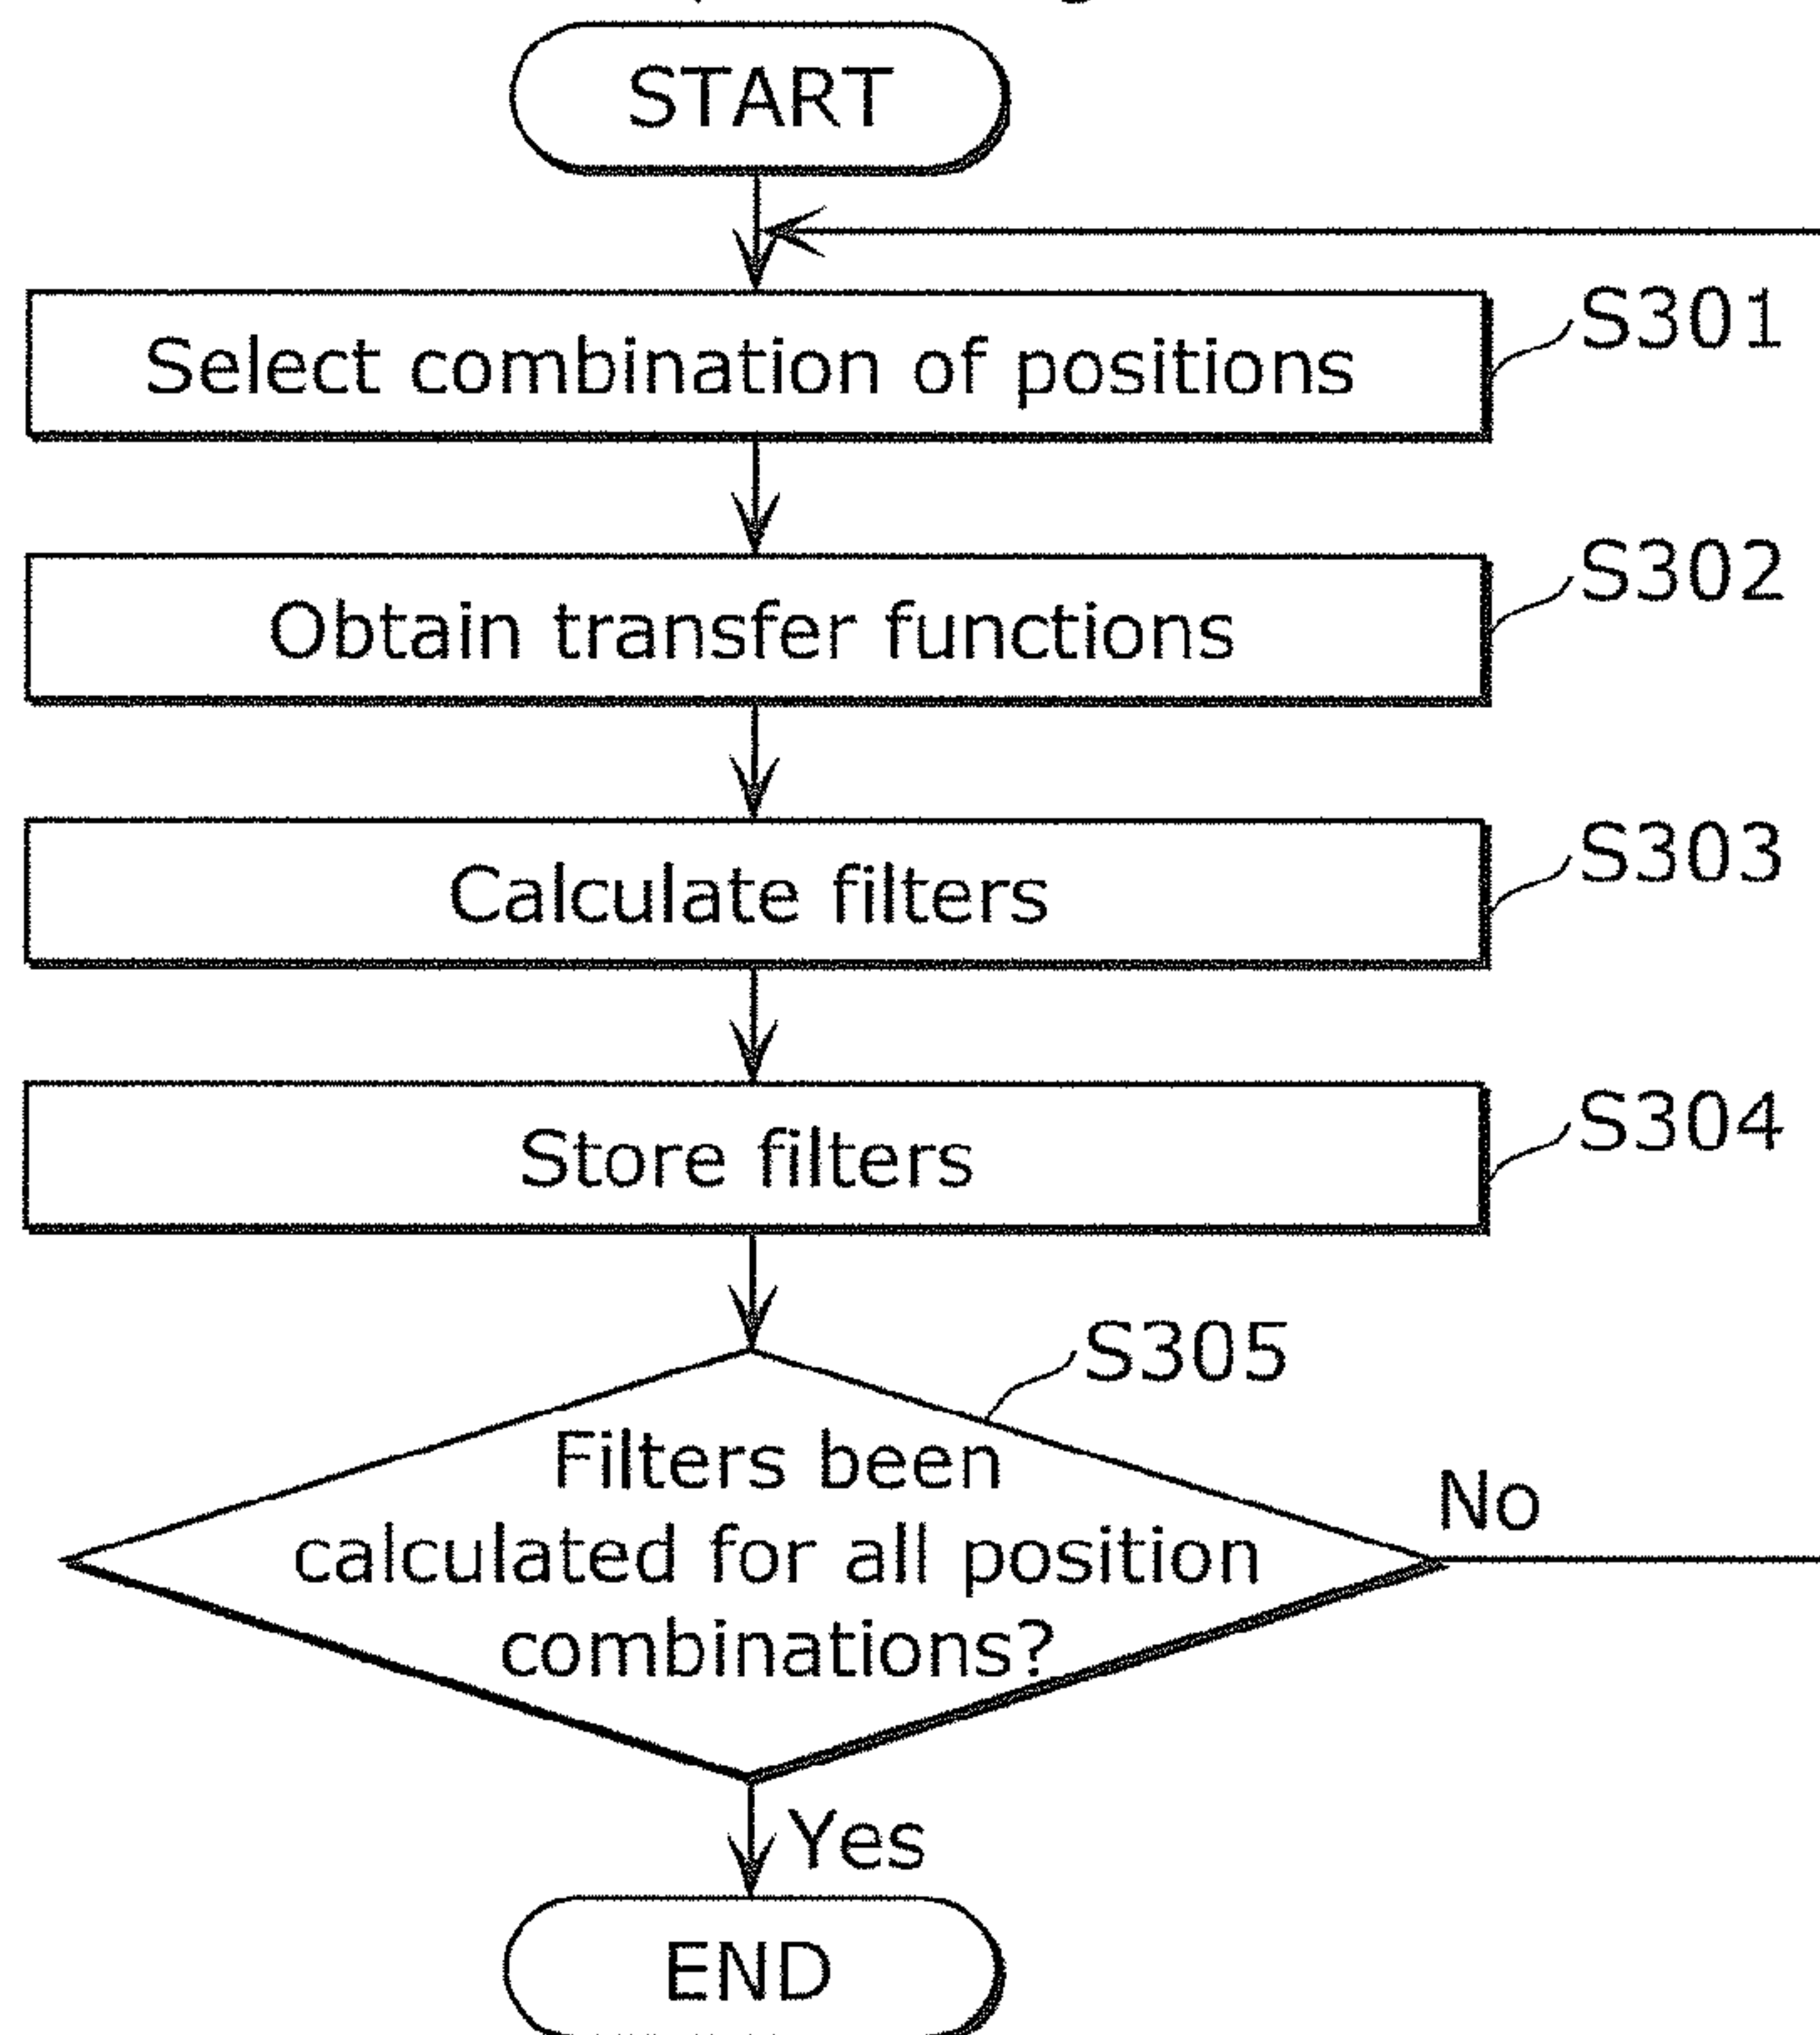 START
Select combination of positions
S301
Obtain transfer functions
S302
Calculate filters
S303
Store filters
S304
S305
Filters been
calculated for all position
combinations?
No
Yes
END